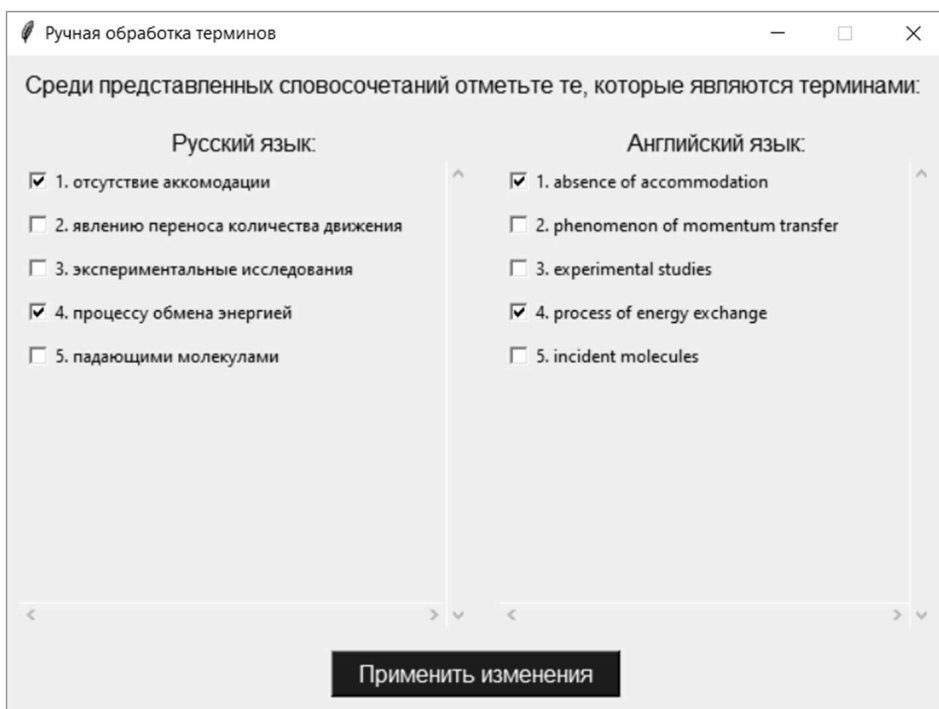 Ручная обработка терминов
Среди представленных словосочетаний отметьте те, которые являются терминами:
Русский язык:
1. отсутствие аккомодации
2. явлению переноса количества движения
3. экспериментальные исследования
4. процессу обмена энергией
5. падающими молекулами
Английский язык:
1. absence of accommodation
2. phenomenon of momentum transfer
3. experimental studies
4. process of energy exchange
5. incident molecules
Применить изменения